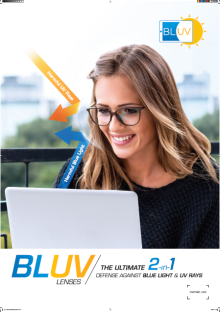 BLUV
Harmful UV Rays
Harmful Blue Light
BLUV
LENSES
THE ULTIMATE 2-in-1
DEFENSE AGAINST BLUE LIGHT & UV RAYS